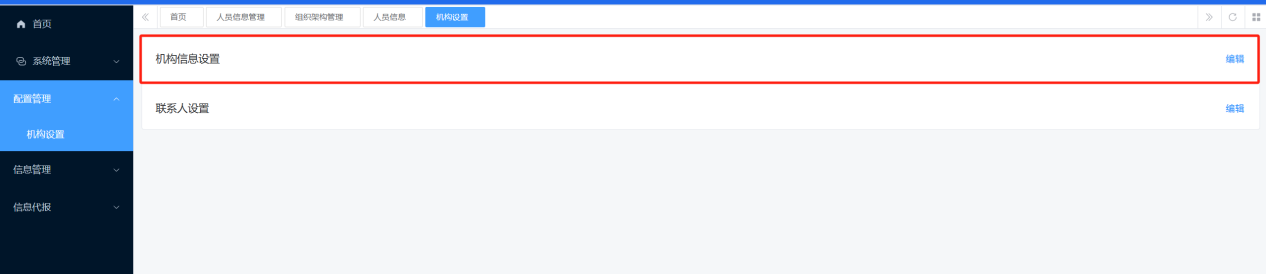 首页
系统管理
配置管理
机构设置
信息管理
信息代报
首页 人员信息管理 组织架构管理 人员信息 机构设置
机构信息设置 编辑
联系人设置 编辑